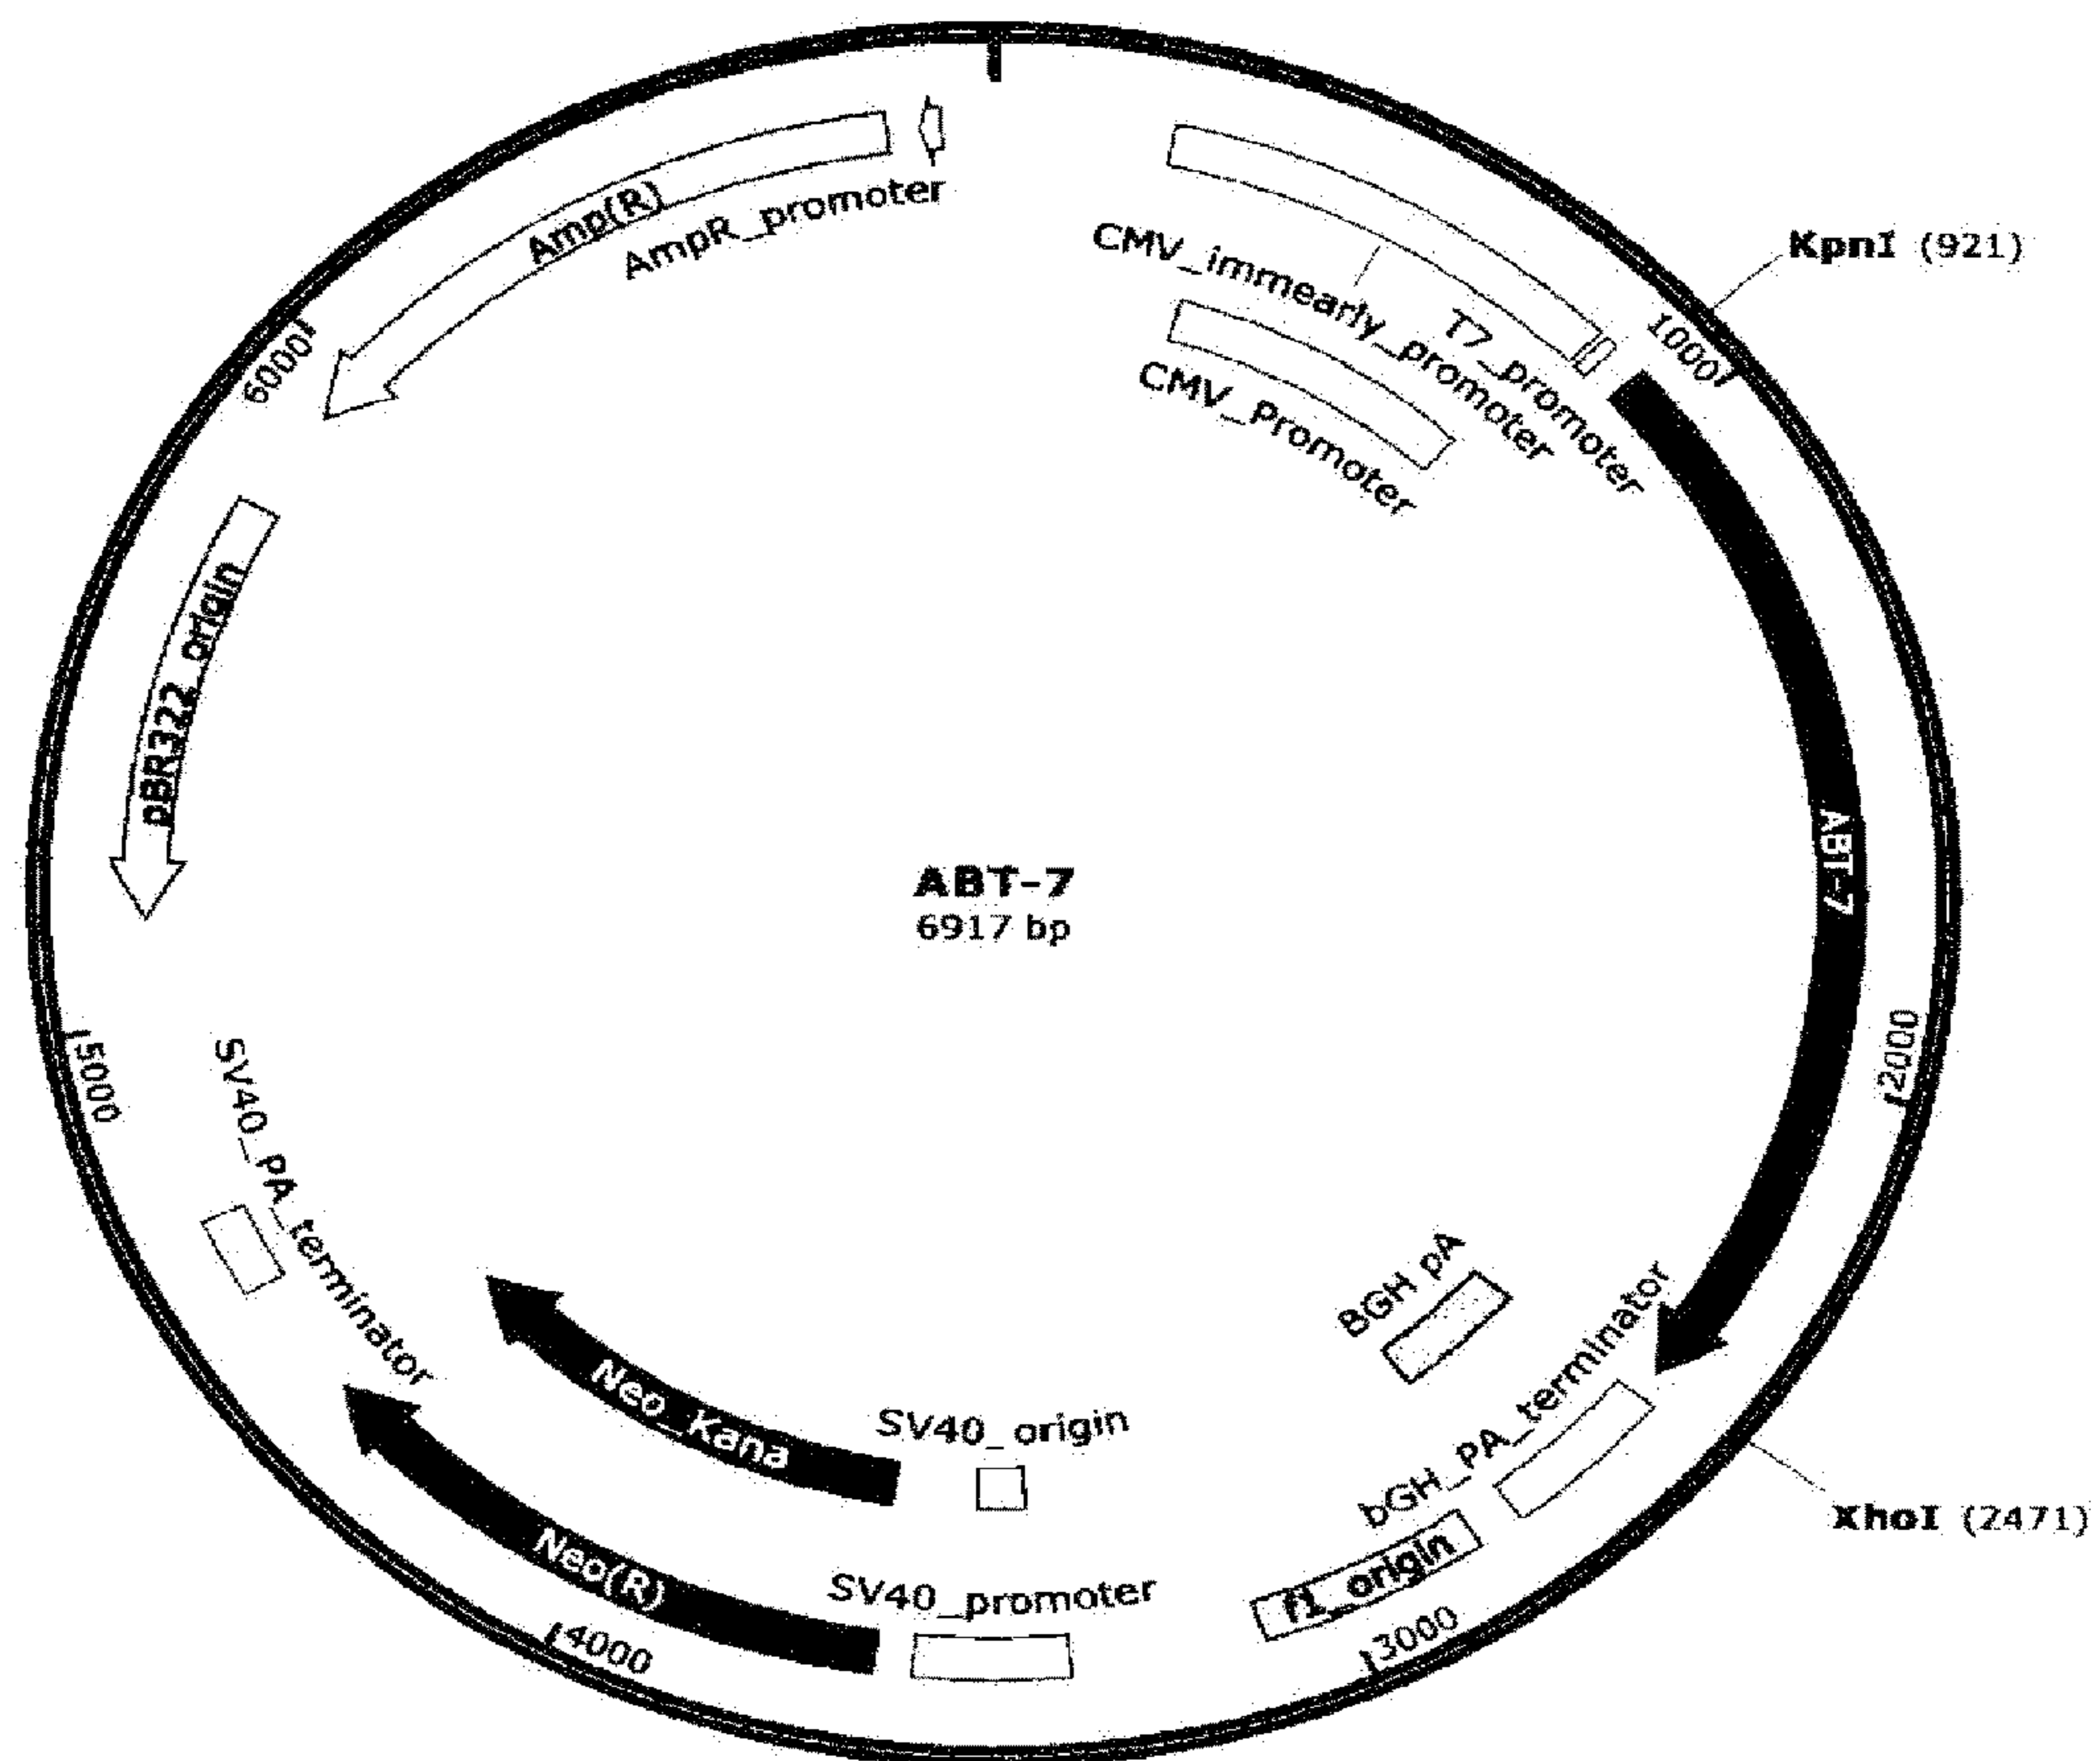 AmpR_promoter
Amp(R)
CMV_immearly_promoter
T7_promoter
CMV_Promoter
KpnI (921)
1000
6000
pBR322_origin
ABT-7
6917 bp
ABT-7
2000
5000
SV40_PA_terminator
BGH pA
bGH_PA_terminator
XhoI (2471)
f1_origin
3000
SV40_origin
Neo_Kana
SV40_promoter
Neo(R)
4000